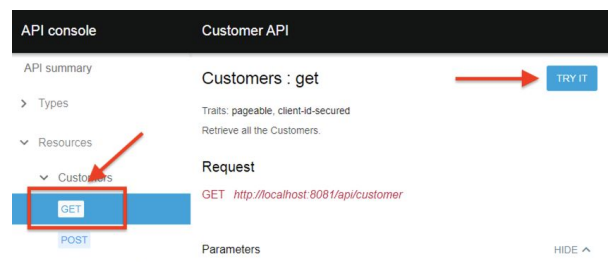 API console
Customer API
API summary
Types
Resources
Customers
GET
POST
Customers : get
TRY IT
Traits: pageable, client-id-secured
Retrieve all the Customers.
Request
GET http://localhost:8081/api/customer
Parameters
HIDE